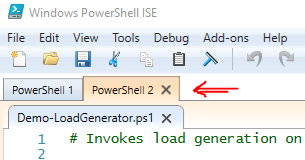 Windows PowerShell ISE
File Edit View Tools Debug Add-ons Help
PowerShell 1 PowerShell 2
Demo-LoadGenerator.ps1
1 # Invokes load generation on
2